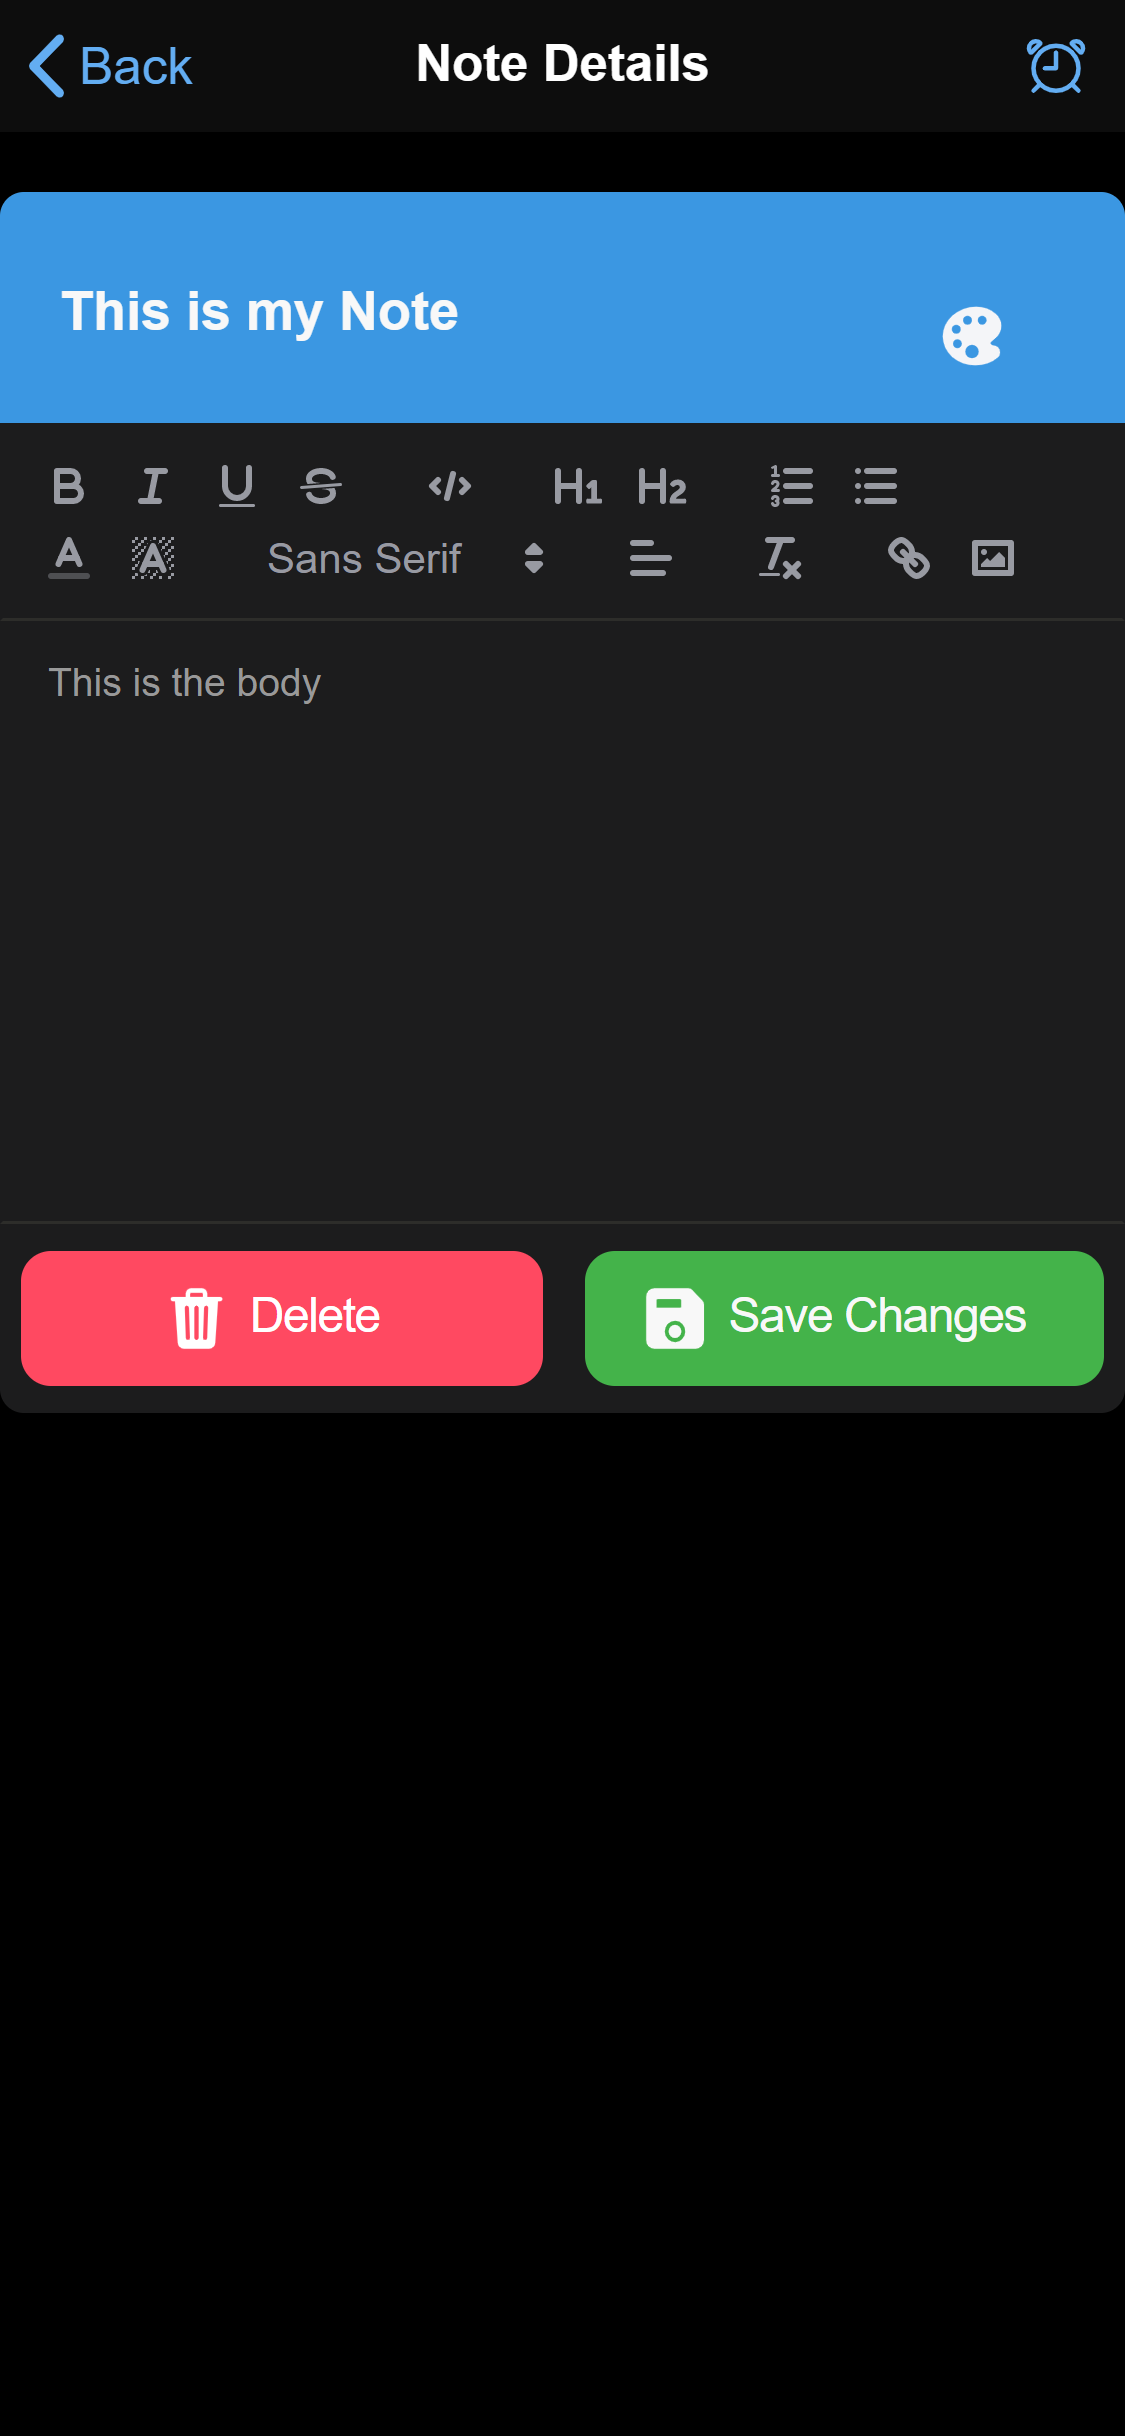 Back
Note Details
This is my Note
B I U S </> H1 H2
A A Sans Serif
This is the body
Delete
Save Changes